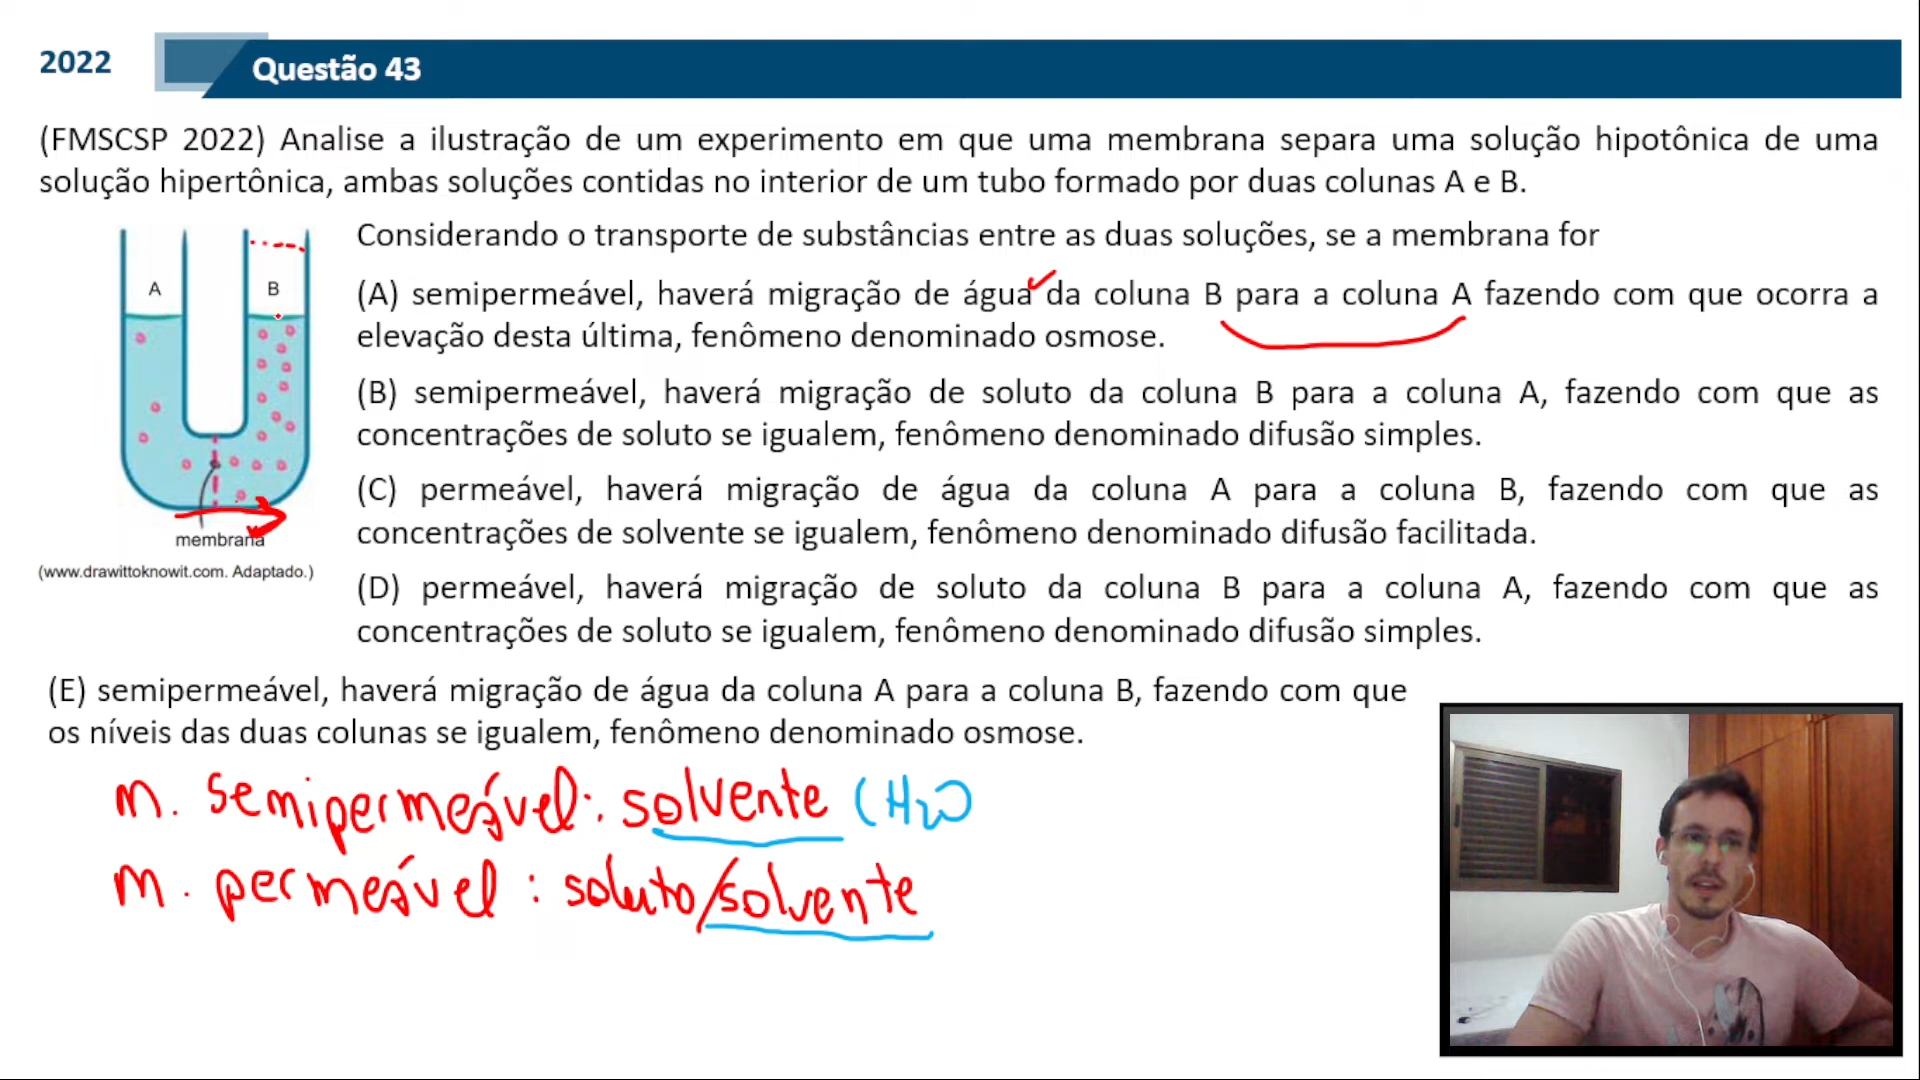 2022
Questão 43
(FMSCSP 2022) Analise a ilustração de um experimento em que uma membrana separa uma solução hipotônica de uma
solução hipertônica, ambas soluções contidas no interior de um tubo formado por duas colunas A e B.
A
B
membrana
(www.drawittoknowit.com. Adaptado.)
Considerando o transporte de substâncias entre as duas soluções, se a membrana for
(A) semipermeável, haverá migração de água da coluna B para a coluna A fazendo com que ocorra a
elevação desta última, fenômeno denominado osmose.
(B) semipermeável, haverá migração de soluto da coluna B para a coluna A, fazendo com que as
concentrações de soluto se igualem, fenômeno denominado difusão simples.
(C) permeável, haverá migração de água da coluna A para a coluna B, fazendo com que as
concentrações de solvente se igualem, fenômeno denominado difusão facilitada.
(D) permeável, haverá migração de soluto da coluna B para a coluna A, fazendo com que as
concentrações de soluto se igualem, fenômeno denominado difusão simples.
(E) semipermeável, haverá migração de água da coluna A para a coluna B, fazendo com que
os níveis das duas colunas se igualem, fenômeno denominado osmose.
m. semipermeável: solvente (H2O
m. permeável: soluto/solvente